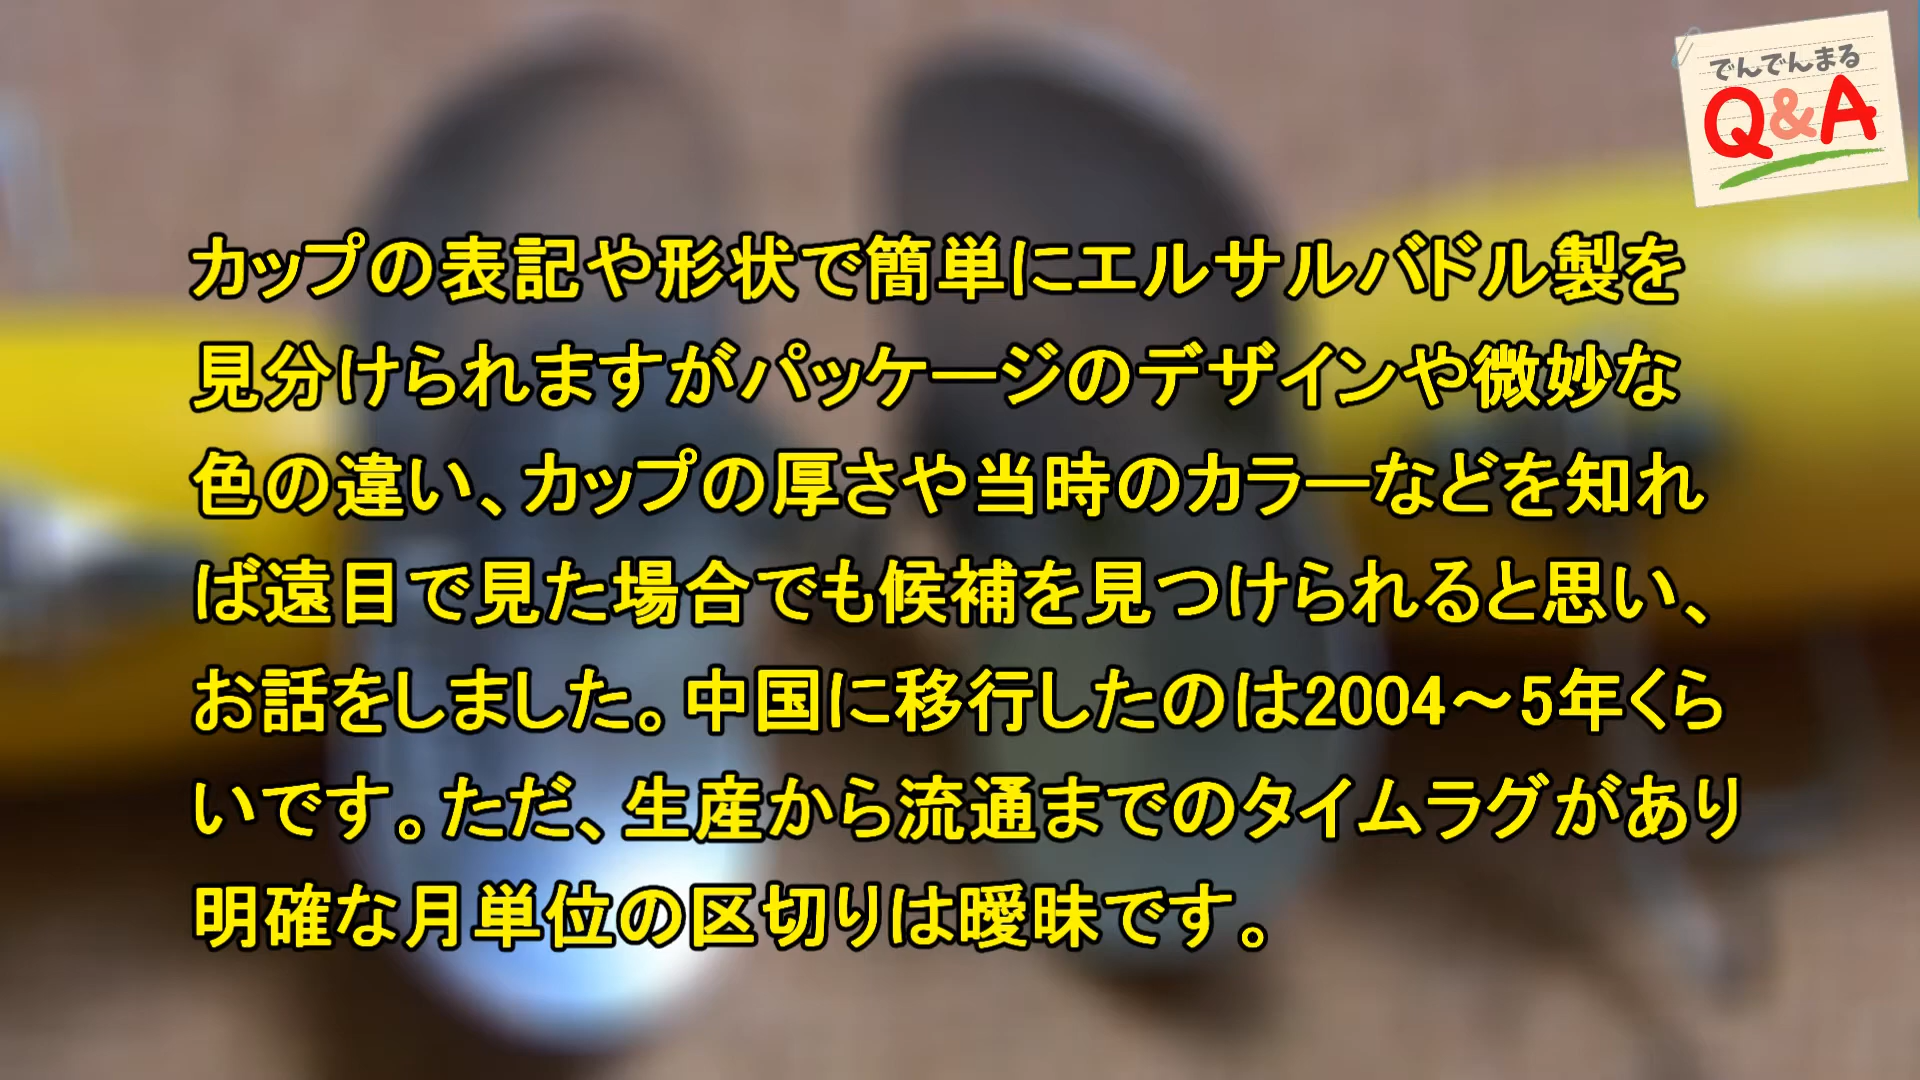 でんでんまる
Q&A
カップの表記や形状で簡単にエルサルバドル製を
見分けられますがパッケージのデザインや微妙な
色の違い、カップの厚さや当時のカラーなどを知れ
ば遠目で見た場合でも候補を見つけられると思い、
お話をしました。中国に移行したのは2004～5年くら
いです。ただ、生産から流通までのタイムラグがあり
明確な月単位の区切りは曖昧です。